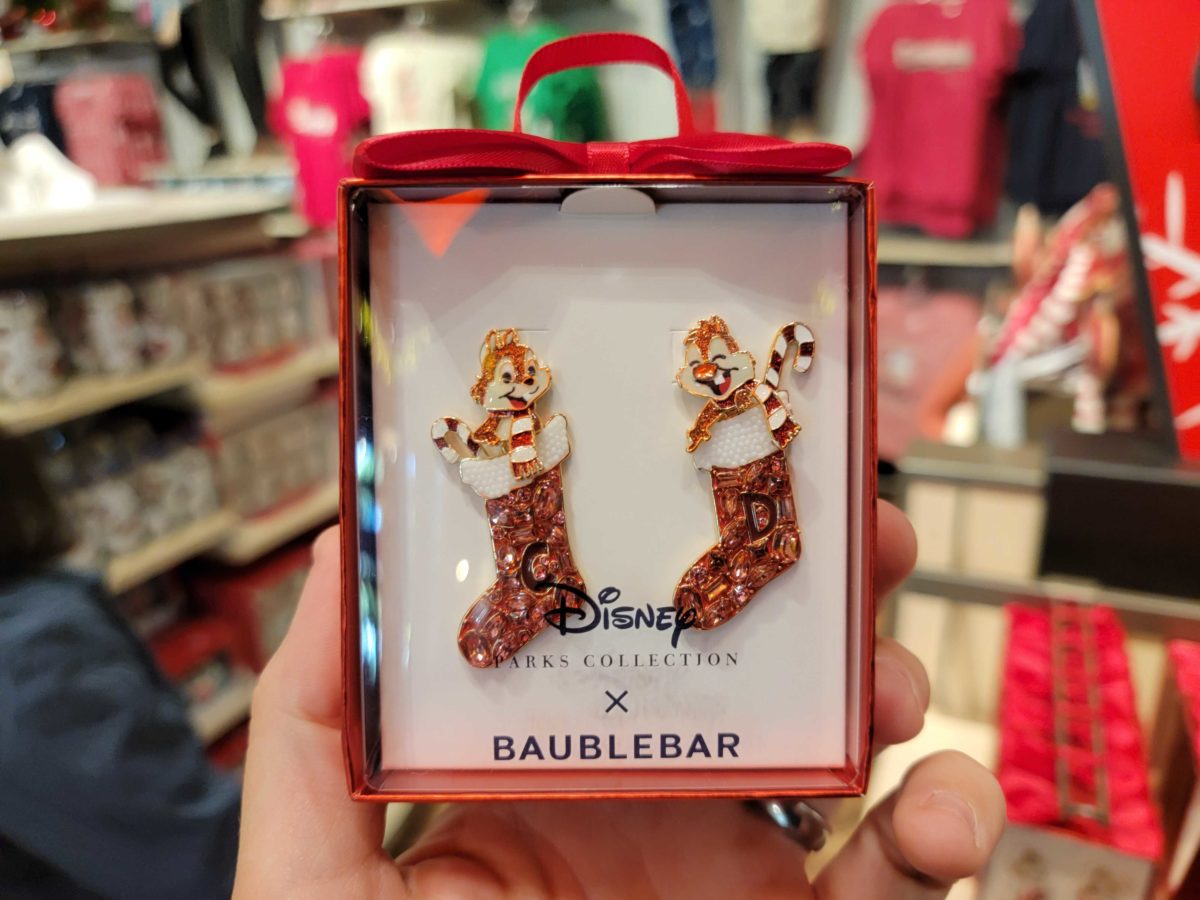 C
D
Disney
PARKS COLLECTION
×
BAUBLEBAR